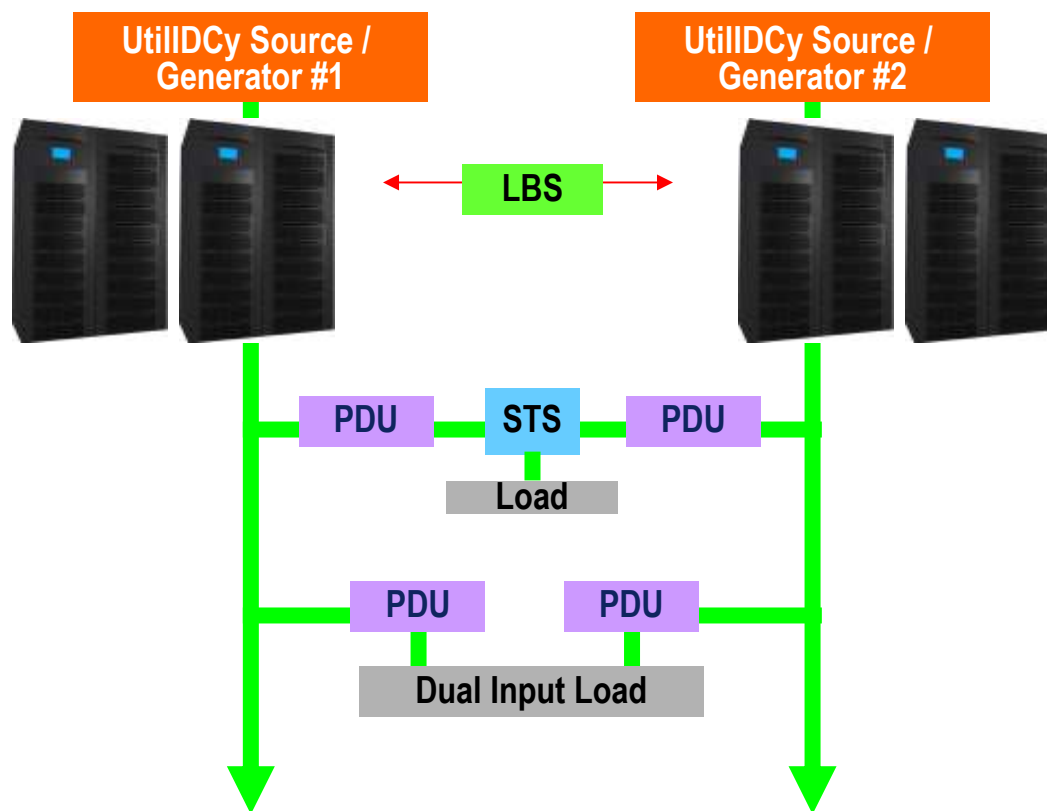 UtilIDCy Source /
Generator #1
UtilIDCy Source /
Generator #2
LBS
PDU
STS
PDU
Load
PDU
PDU
Dual Input Load